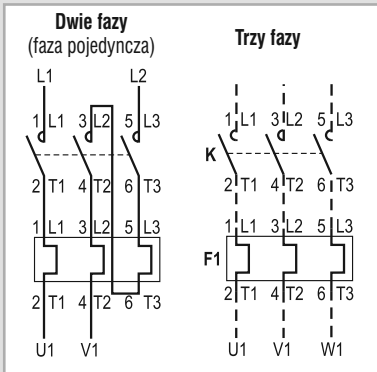 Dwie fazy
(faza pojedyncza)
L1 L2
1 L1 3 L2 5 L3
2 T1 4 T2 6 T3
1 L1 3 L2 5 L3
2 T1 4 T2 6 T3
U1 V1
Trzy fazy
1 L1 3 L2 5 L3
K
2 T1 4 T2 6 T3
1 L1 3 L2 5 L3
F1
2 T1 4 T2 6 T3
U1 V1 W1